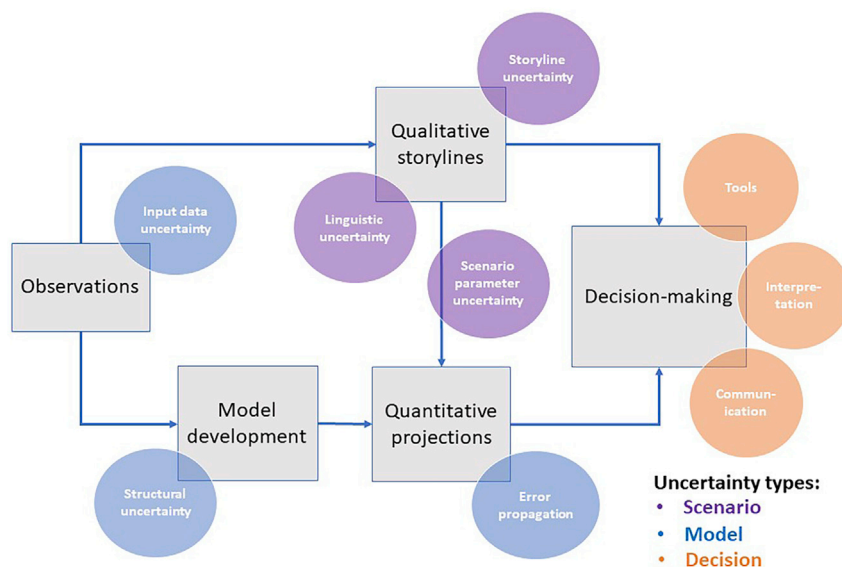 Storyline
uncertainty
Qualitative
storylines
Tools
Input data
uncertainty
Linguistic
uncertainty
Scenario
parameter
uncertainty
Observations
Decision-making
Interpre-
tation
Model
development
Quantitative
projections
Commun-
ication
Structural
uncertainty
Error
propagation
Uncertainty types:
• Scenario
• Model
• Decision